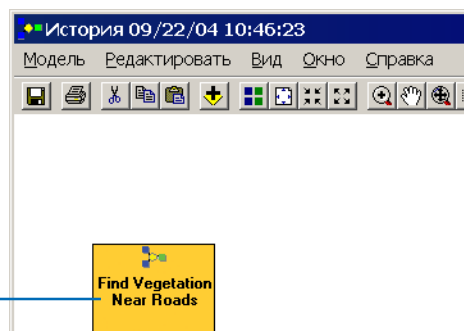 История 09/22/04 10:46:23
Модель Редактировать Вид Окно Справка
Find Vegetation
Near Roads